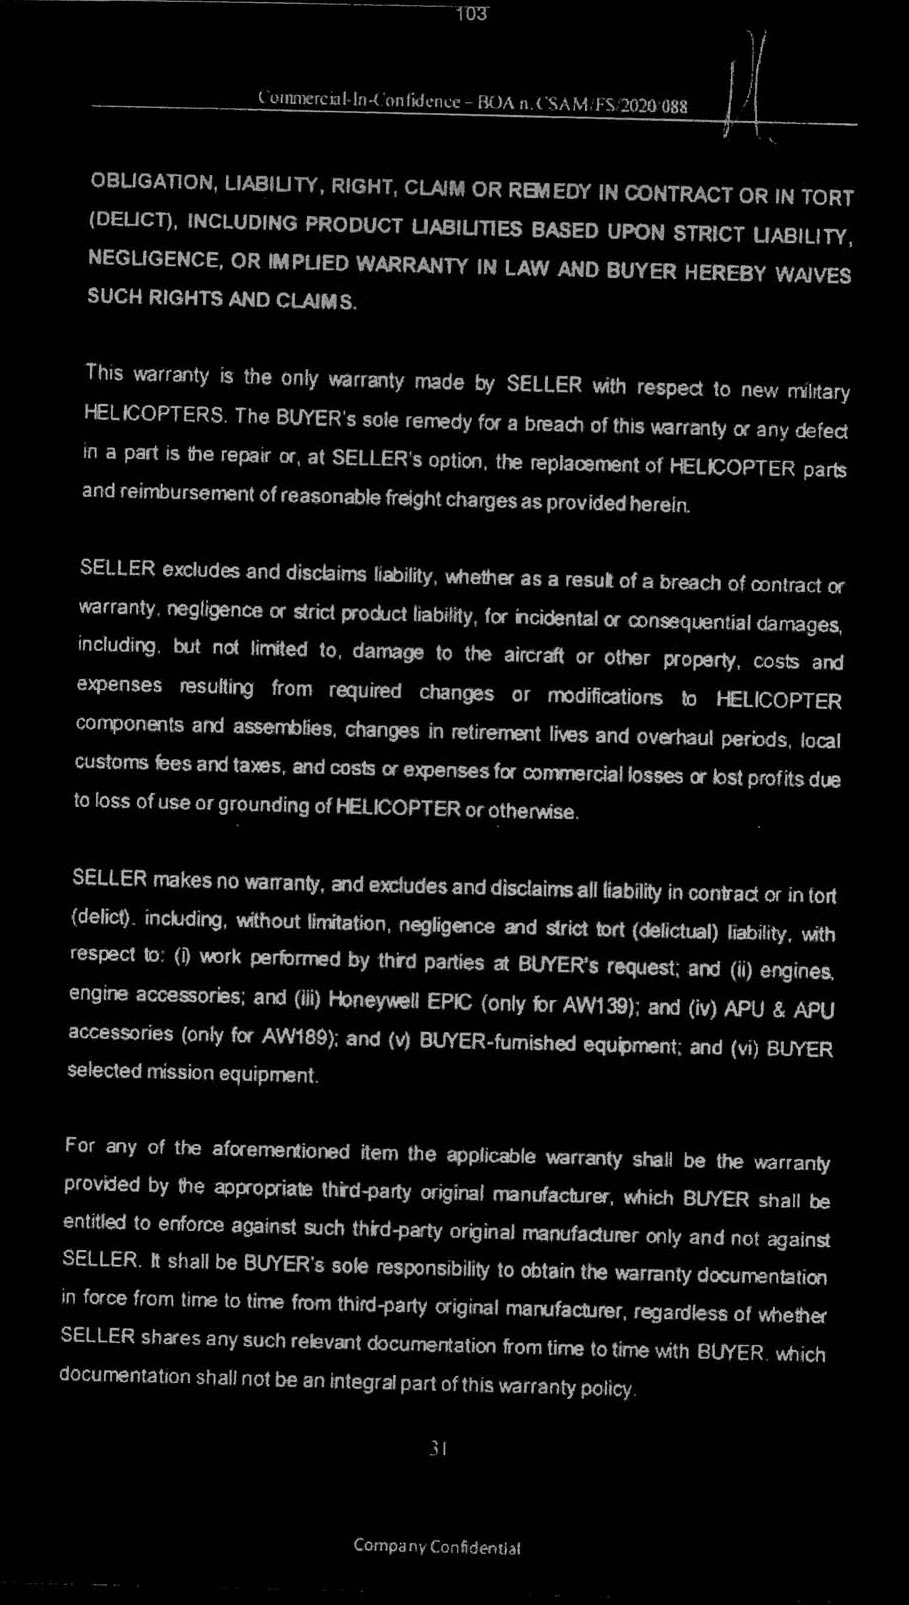 103
Commercial-In-Confidence – BOA n. CSAM/FS/2020/088
OBLIGATION, LIABILITY, RIGHT, CLAIM OR REMEDY IN CONTRACT OR IN TORT
(DELICT), INCLUDING PRODUCT LIABILITIES BASED UPON STRICT LIABILITY,
NEGLIGENCE, OR IMPLIED WARRANTY IN LAW AND BUYER HEREBY WAIVES
SUCH RIGHTS AND CLAIMS.
This warranty is the only warranty made by SELLER with respect to new military
HELICOPTERS. The BUYER's sole remedy for a breach of this warranty or any defect
in a part is the repair or, at SELLER's option, the replacement of HELICOPTER parts
and reimbursement of reasonable freight charges as provided herein.
SELLER excludes and disclaims liability, whether as a result of a breach of contract or
warranty, negligence or strict product liability, for incidental or consequential damages,
including, but not limited to, damage to the aircraft or other property, costs and
expenses resulting from required changes or modifications to HELICOPTER
components and assemblies, changes in retirement lives and overhaul periods, local
customs fees and taxes, and costs or expenses for commercial losses or lost profits due
to loss of use or grounding of HELICOPTER or otherwise.
SELLER makes no warranty, and excludes and disclaims all liability in contract or in tort
(delict), including, without limitation, negligence and strict tort (delictual) liability, with
respect to: (i) work performed by third parties at BUYER's request; and (ii) engines,
engine accessories; and (iii) Honeywell EPIC (only for AW139); and (iv) APU & APU
accessories (only for AW189); and (v) BUYER-furnished equipment; and (vi) BUYER
selected mission equipment.
For any of the aforementioned item the applicable warranty shall be the warranty
provided by the appropriate third-party original manufacturer, which BUYER shall be
entitled to enforce against such third-party original manufacturer only and not against
SELLER. It shall be BUYER's sole responsibility to obtain the warranty documentation
in force from time to time from third-party original manufacturer, regardless of whether
SELLER shares any such relevant documentation from time to time with BUYER, which
documentation shall not be an integral part of this warranty policy.
31
Company Confidential